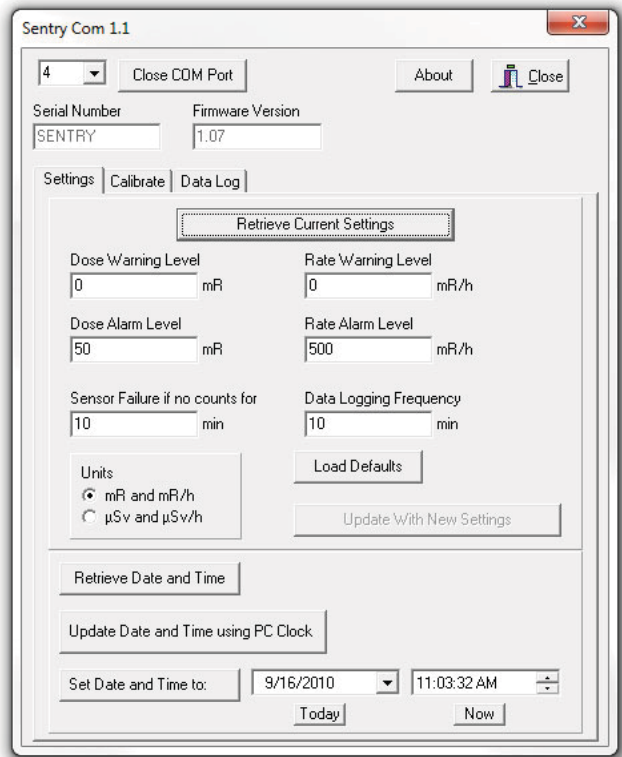 Sentry Com 1.1
4
Close COM Port
About
Close
Serial Number
Firmware Version
SENTRY
1.07
Settings
Calibrate
Data Log
Retrieve Current Settings
Dose Warning Level
Rate Warning Level
0 mR
0 mR/h
Dose Alarm Level
Rate Alarm Level
50 mR
500 mR/h
Sensor Failure if no counts for
Data Logging Frequency
10 min
10 min
Units
mR and mR/h
µSv and µSv/h
Load Defaults
Update With New Settings
Retrieve Date and Time
Update Date and Time using PC Clock
Set Date and Time to:
9/16/2010
11:03:32 AM
Today
Now